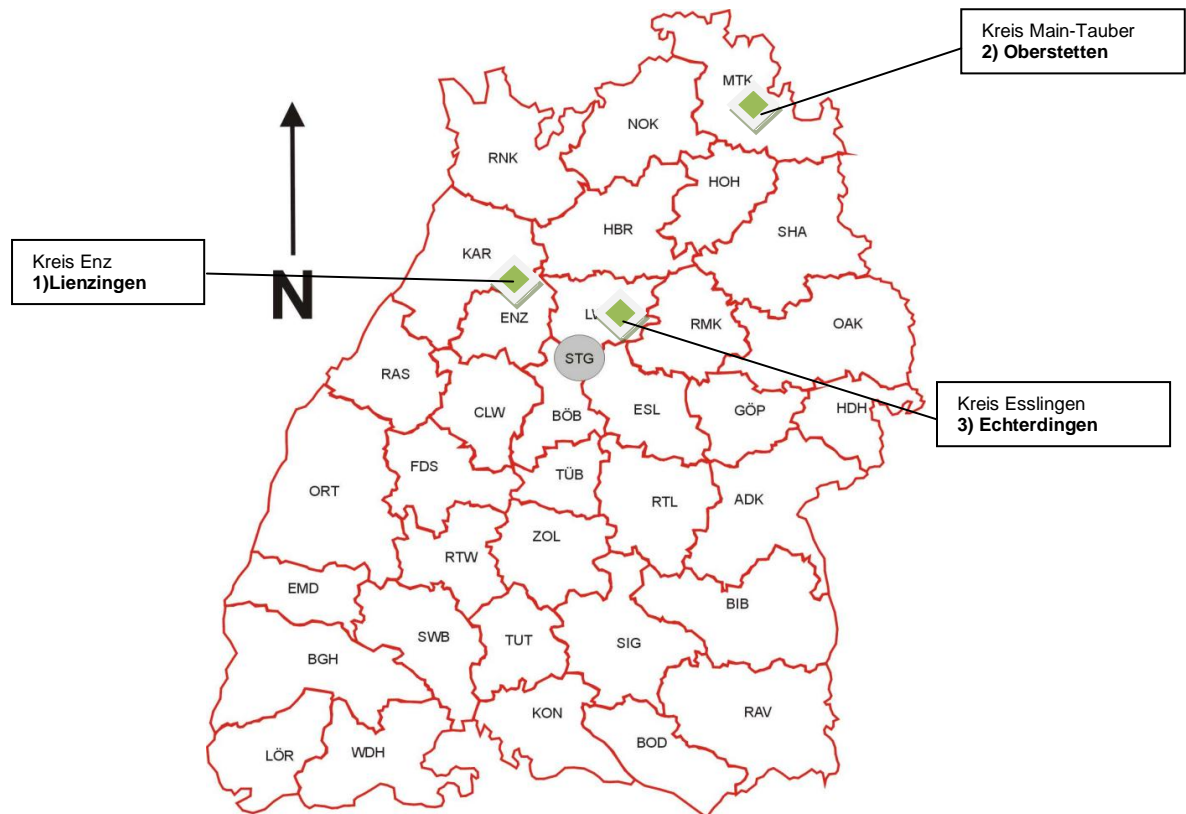 Kreis Main-Tauber
2) Oberstetten
MTK
NOK
RNK
HOH
HBR
SHA
KAR
Kreis Enz
1)Lienzingen
N
ENZ
RMK
OAK
STG
RAS
CLW
BÖB
ESL
GÖP
HDH
Kreis Esslingen
3) Echterdingen
FDS
TÜB
ORT
RTL
ADK
ZOL
RTW
EMD
BIB
SWB
TUT
SIG
BGH
KON
RAV
BOD
LÖR
WDH